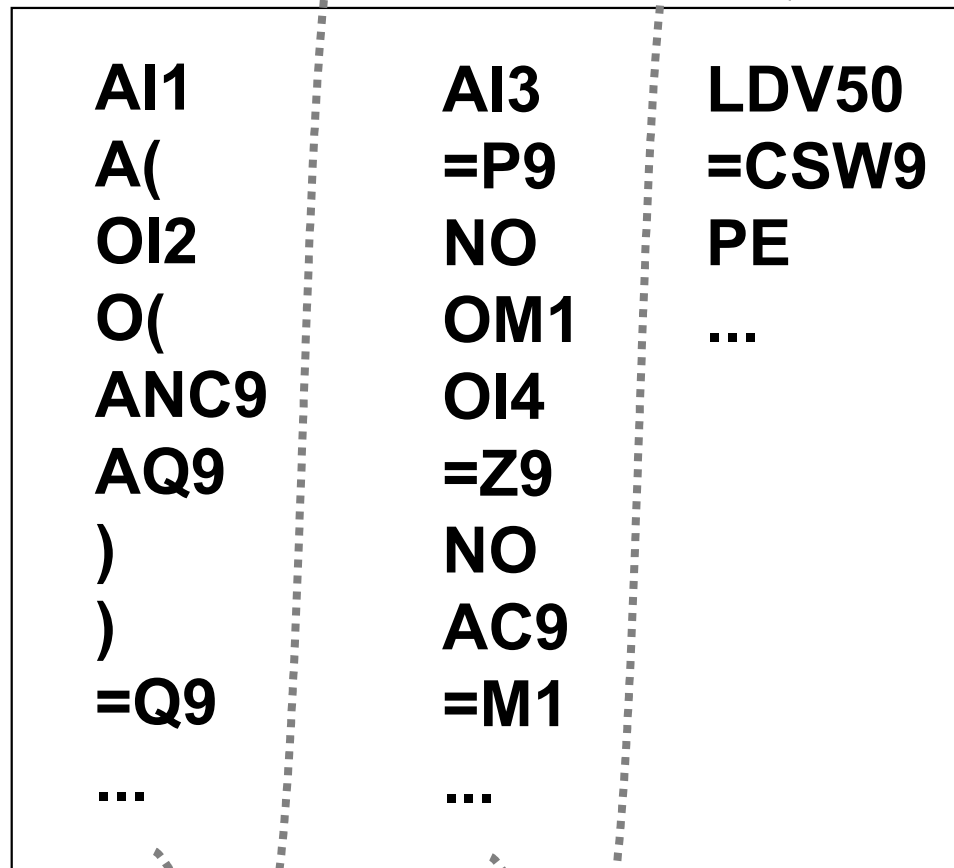 AI1
A(
OI2
O(
ANC9
AQ9
)
)
=Q9
...
AI3
=P9
NO
OM1
OI4
=Z9
NO
AC9
=M1
...
LDV50
=CSW9
PE
...